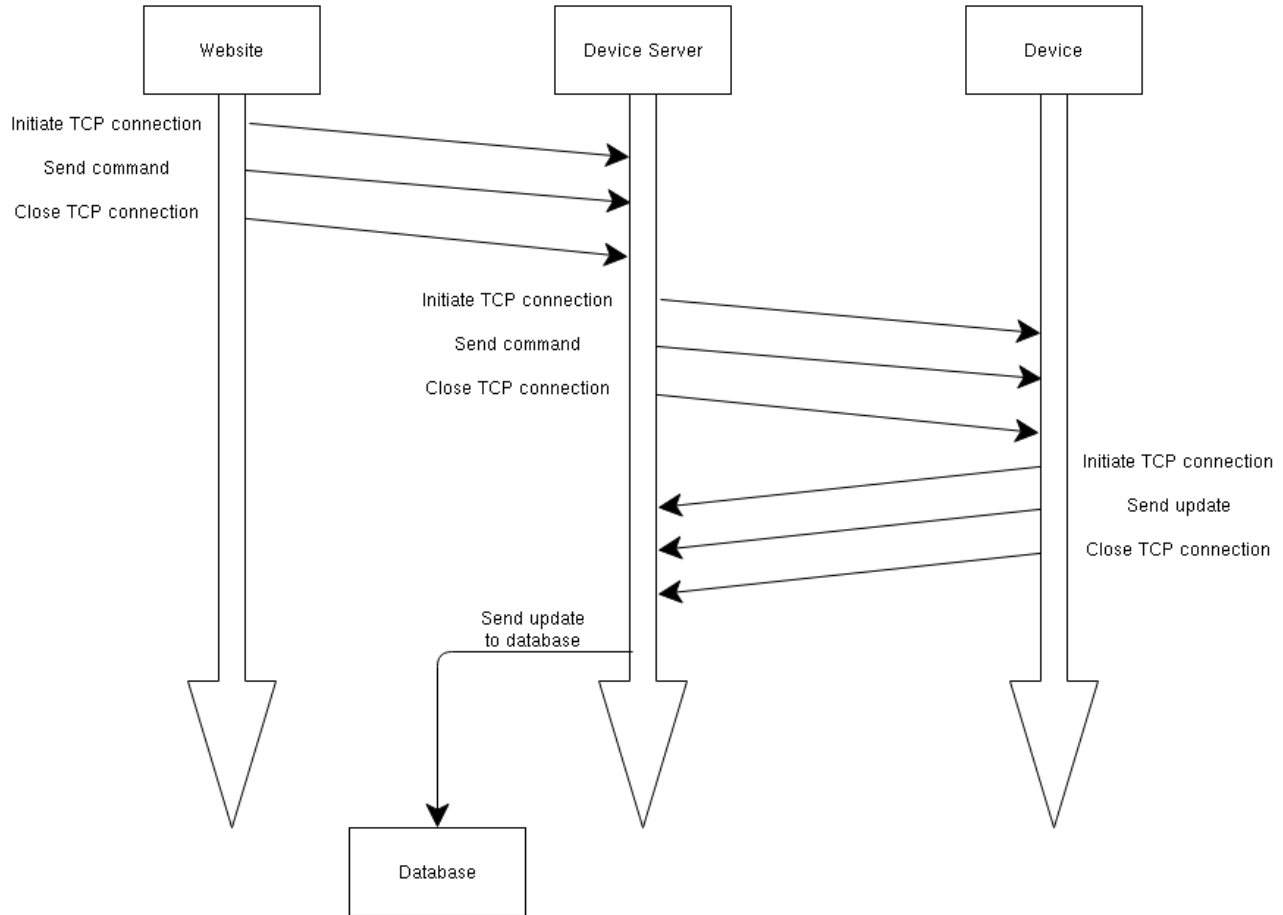 Website
Device Server
Device
Initiate TCP connection
Send command
Close TCP connection
Initiate TCP connection
Send command
Close TCP connection
Initiate TCP connection
Send update
Close TCP connection
Send update
to database
Database